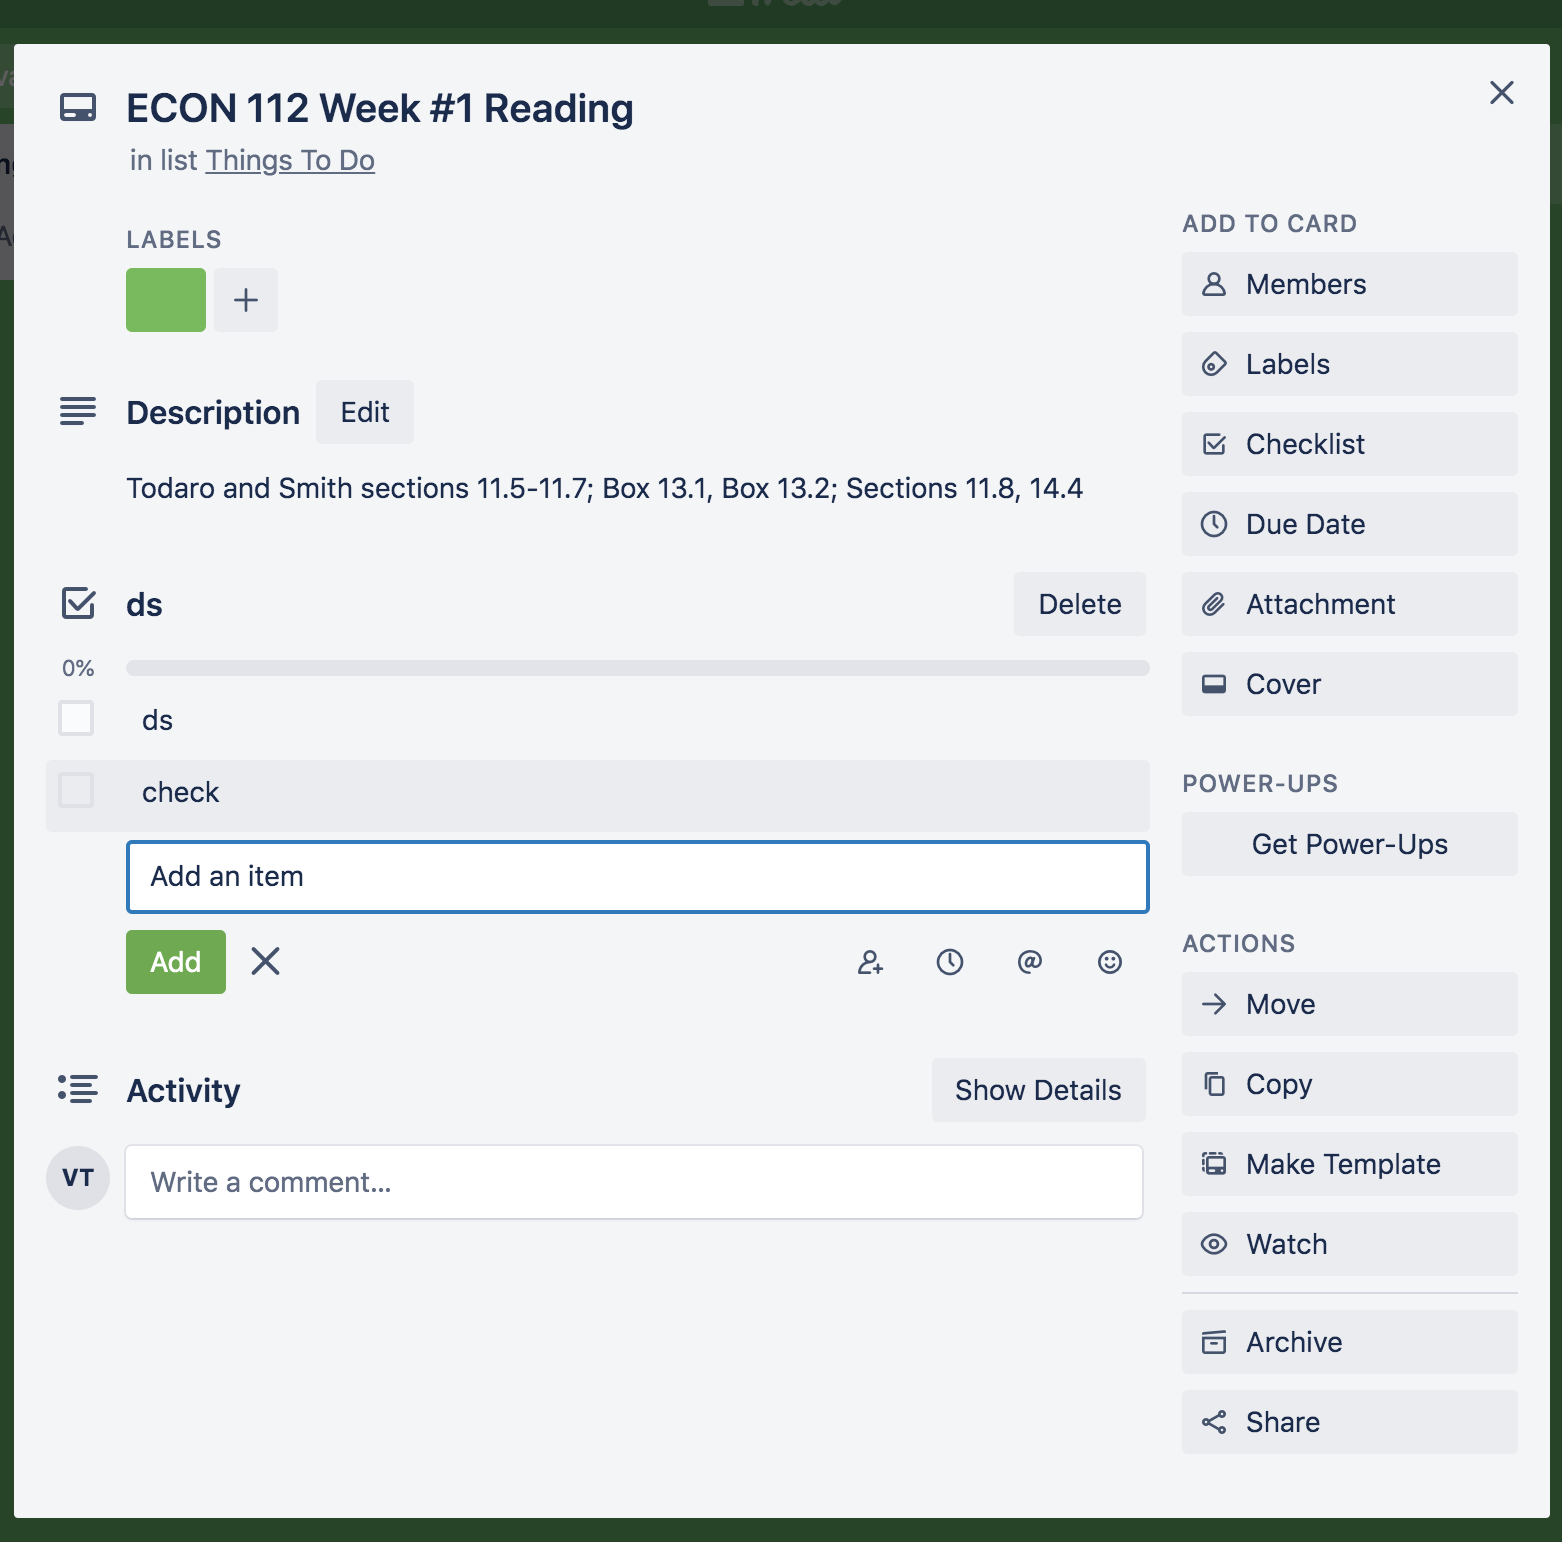 ECON 112 Week #1 Reading
in list Things To Do
LABELS
Description Edit
Todaro and Smith sections 11.5-11.7; Box 13.1, Box 13.2; Sections 11.8, 14.4
ds Delete
0%
ds
check
Add an item
Add
Activity Show Details
VT Write a comment...
ADD TO CARD
Members
Labels
Checklist
Due Date
Attachment
Cover
POWER-UPS
Get Power-Ups
ACTIONS
Move
Copy
Make Template
Watch
Archive
Share